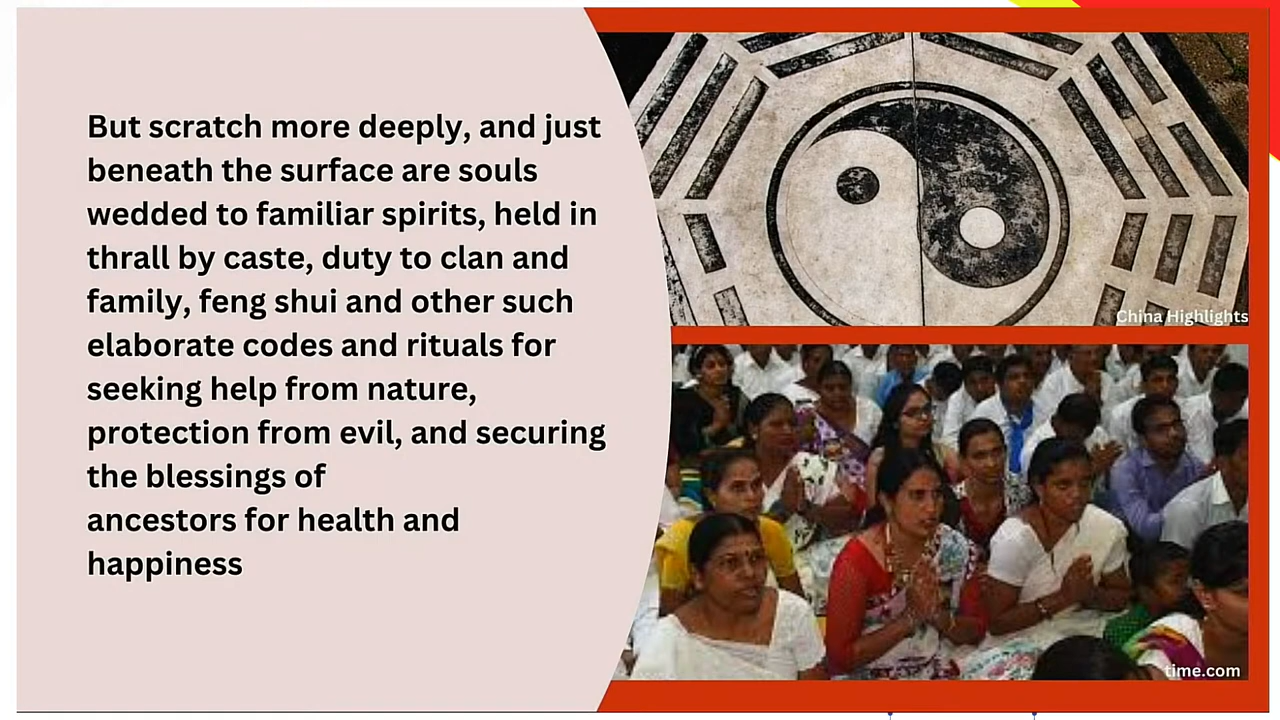 But scratch more deeply, and just
beneath the surface are souls
wedded to familiar spirits, held in
thrall by caste, duty to clan and
family, feng shui and other such
elaborate codes and rituals for
seeking help from nature,
protection from evil, and securing
the blessings of
ancestors for health and
happiness
China Highlights
time.com